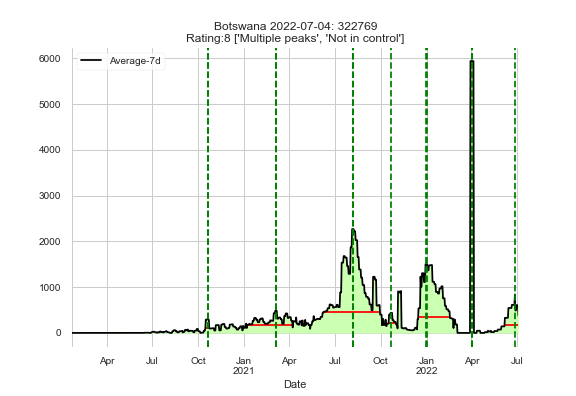 Botswana 2022-07-04: 322769
Rating:8 ['Multiple peaks', 'Not in control']
Average-7d
6000
5000
4000
3000
2000
1000
0
Apr Jul Oct Jan Apr Jul Oct Jan Apr Jul
2021 2022
Date